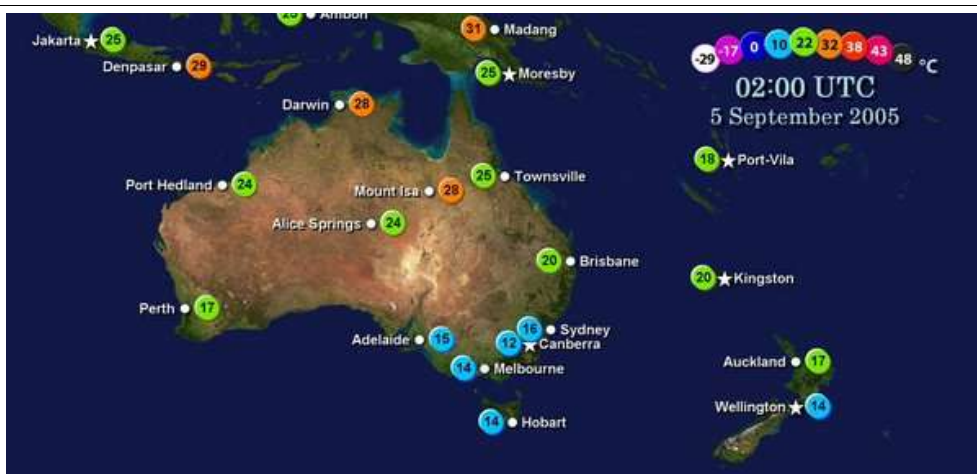 Ambon
31 Madang
Jakarta 25
Denpasar 29
25 Moresby
-29 -17 0 10 22 32 38 43 48 °C
02:00 UTC
5 September 2005
Darwin 28
18 Port-Vila
Port Hedland 24
25 Townsville
Mount Isa 28
Alice Springs 24
20 Brisbane
20 Kingston
Perth 17
16 Sydney
Adelaide 15
12 Canberra
14 Melbourne
Auckland 17
Wellington 14
14 Hobart